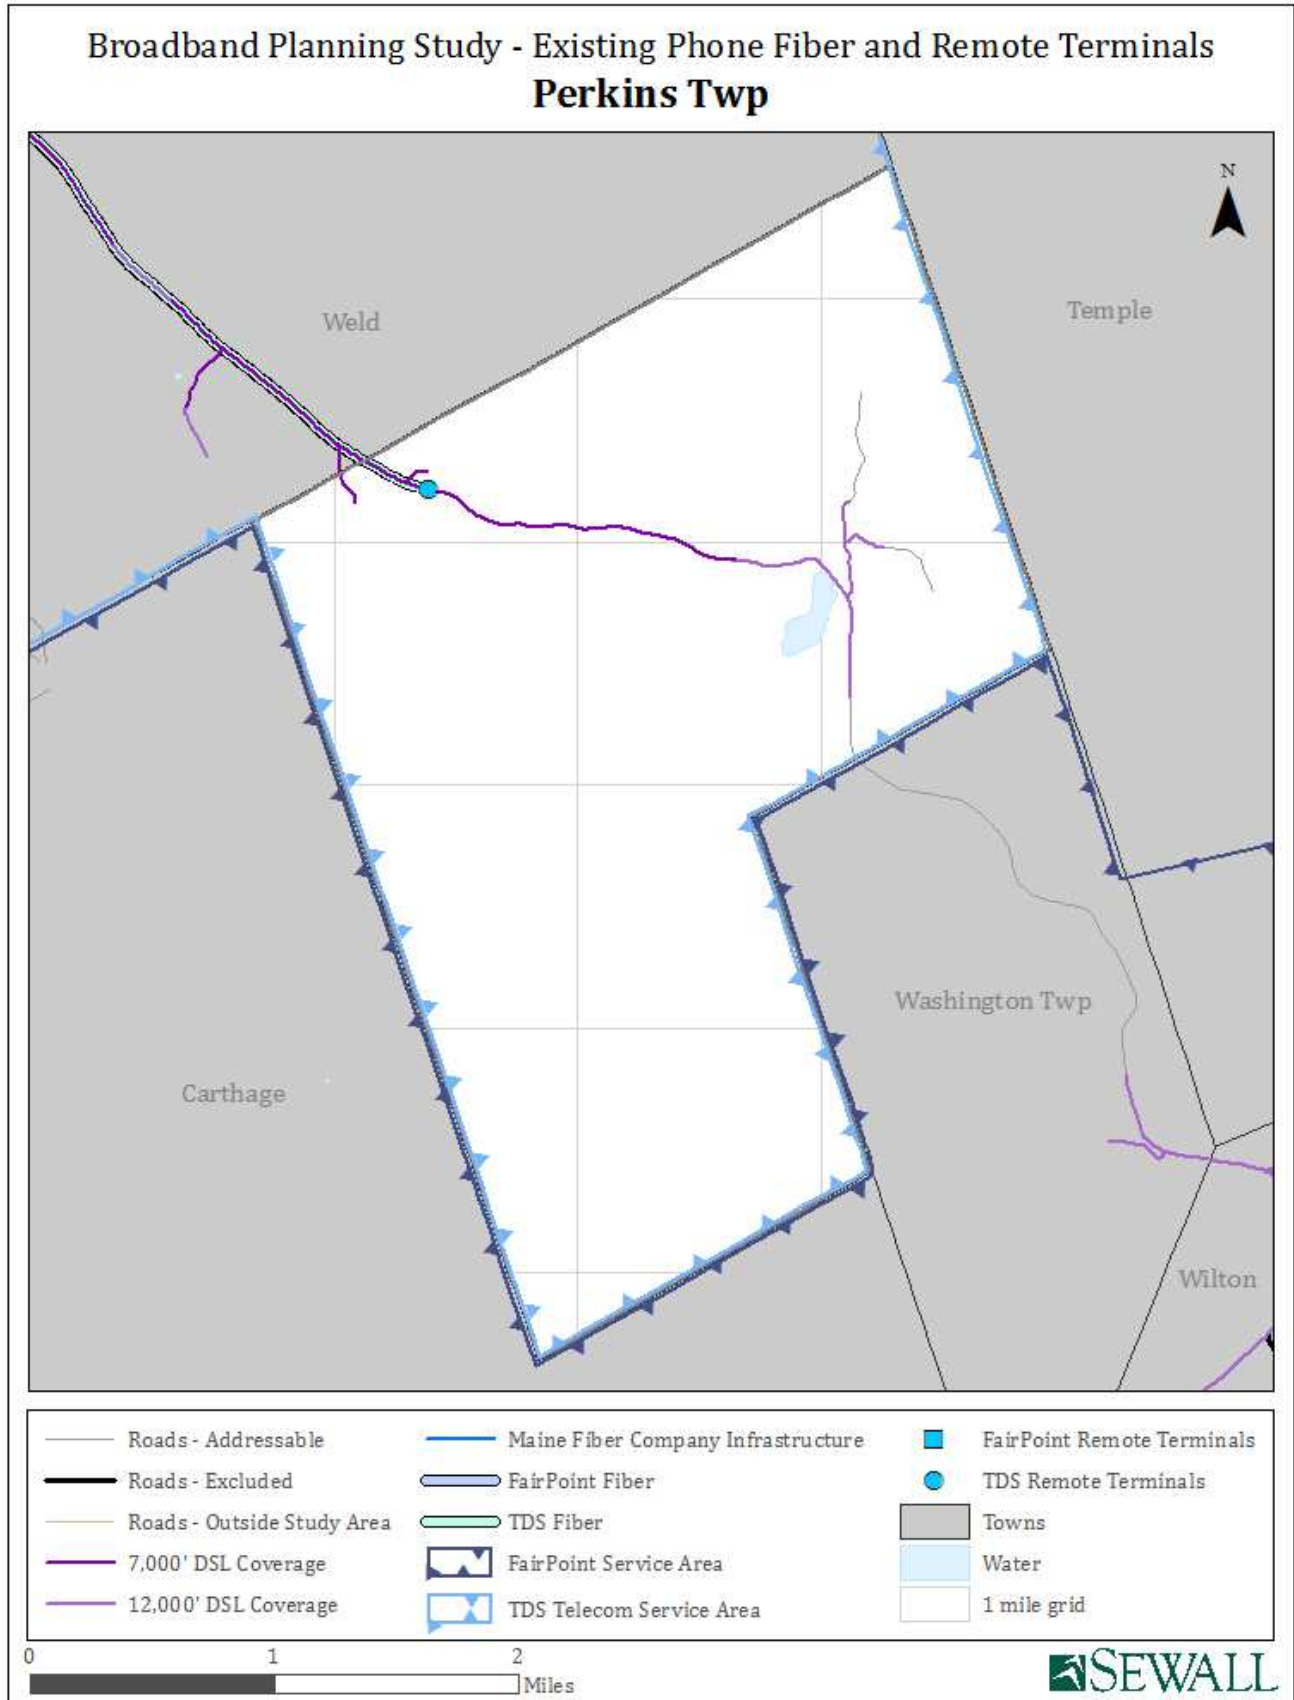 Broadband Planning Study - Existing Phone Fiber and Remote Terminals
Perkins Twp
N
Weld
Temple
Washington Twp
Carthage
Wilton
Roads - Addressable
Roads - Excluded
Roads - Outside Study Area
7,000' DSL Coverage
12,000' DSL Coverage
Maine Fiber Company Infrastructure
FairPoint Fiber
TDS Fiber
FairPoint Service Area
TDS Telecom Service Area
FairPoint Remote Terminals
TDS Remote Terminals
Towns
Water
1 mile grid
0 1 2
Miles
SEWALL